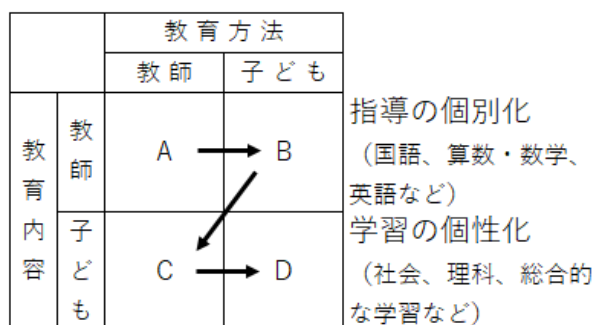 教育方法
教師 子ども
教育内容
教師
A B
指導の個別化
（国語、算数・数学、
英語など）
子ども
C D
学習の個性化
（社会、理科、総合的
な学習など）